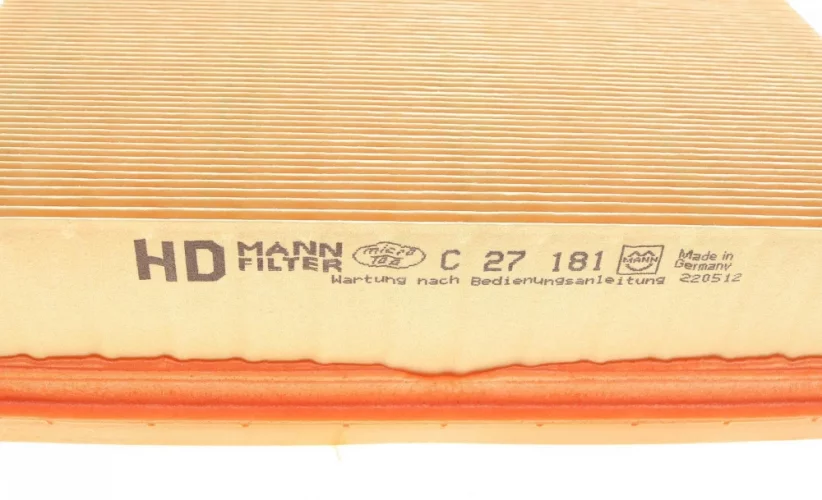 HD MANN FILTER micro Top C 27 181 MANN Made in Germany
Wartung nach Bedienungsanleitung 220512